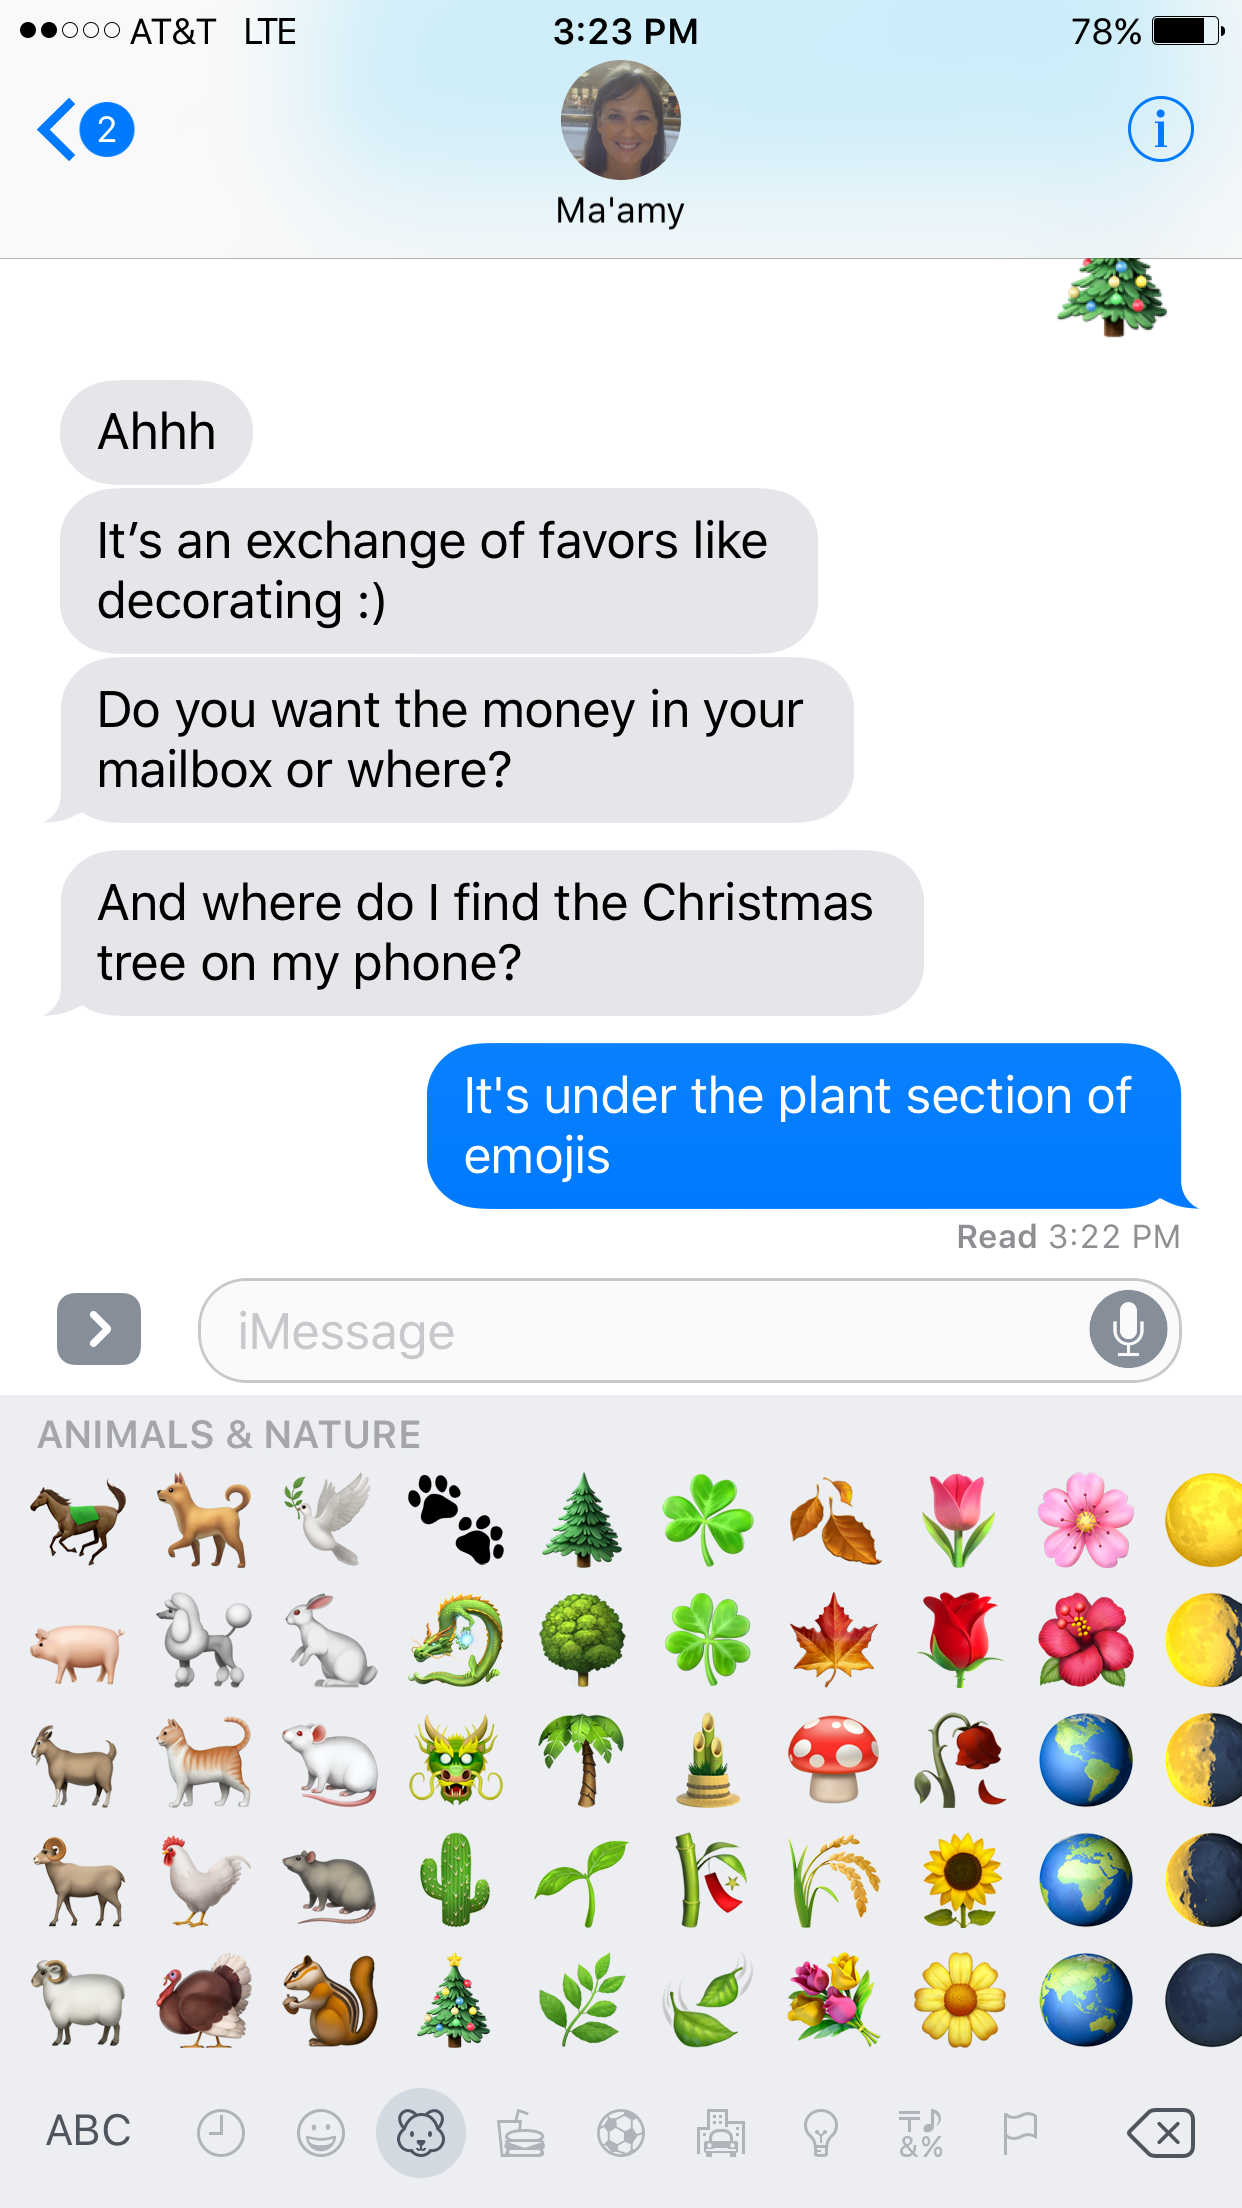 AT&T LTE 3:23 PM 78%
2
Ma'amy
Ahhh
It’s an exchange of favors like
decorating :)
Do you want the money in your
mailbox or where?
And where do I find the Christmas
tree on my phone?
It's under the plant section of
emojis
Read 3:22 PM
iMessage
ANIMALS & NATURE
ABC
&%